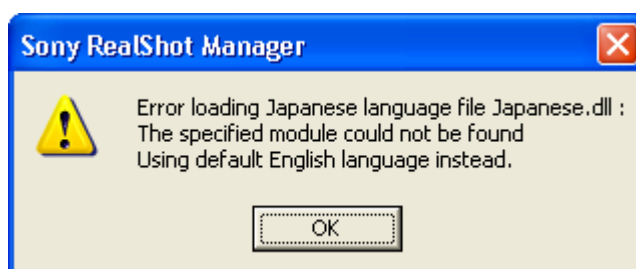 Sony RealShot Manager
Error loading Japanese language file Japanese.dll :
The specified module could not be found
Using default English language instead.
OK